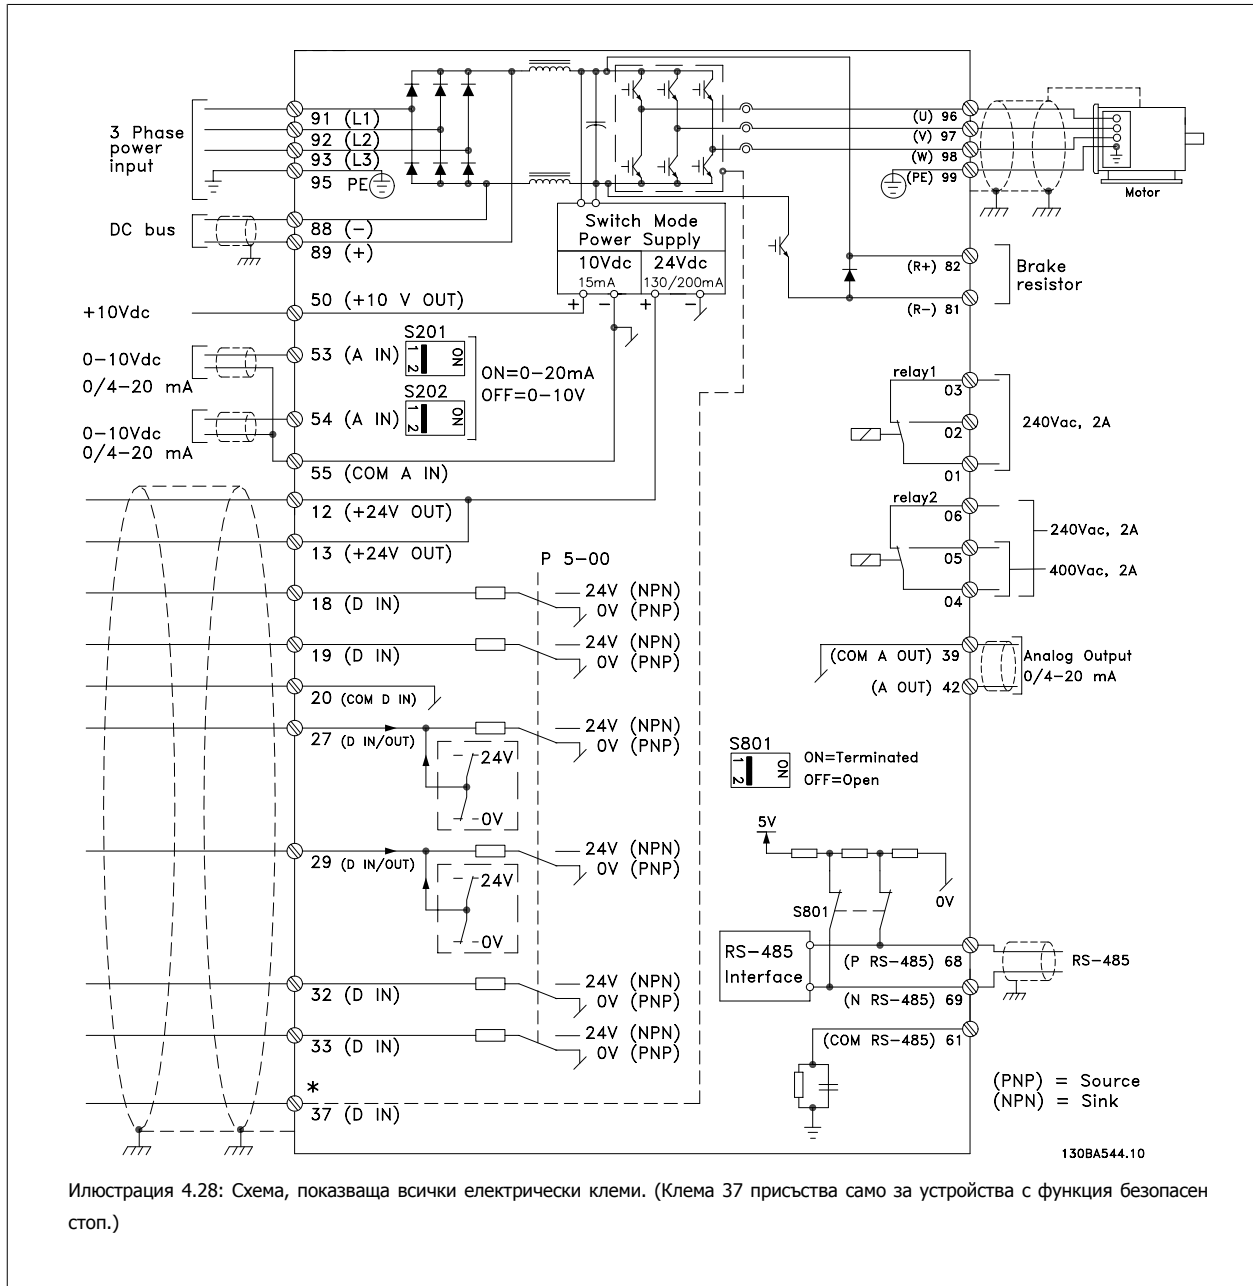 3 Phase
power
input
91 (L1)
92 (L2)
93 (L3)
95 PE
DC bus
88 (-)
89 (+)
Switch Mode
Power Supply
10Vdc
15mA
24Vdc
130/200mA
+ - + -
(U) 96
(V) 97
(W) 98
(PE) 99
Motor
(R+) 82
(R-) 81
Brake
resistor
+10Vdc
50 (+10 V OUT)
0-10Vdc
0/4-20 mA
53 (A IN)
S201
1 2
ON
ON=0-20mA
OFF=0-10V
0-10Vdc
0/4-20 mA
54 (A IN)
S202
1 2
ON
55 (COM A IN)
12 (+24V OUT)
13 (+24V OUT)
relay1
03
02
01
240Vac, 2A
relay2
06
05
04
240Vac, 2A
400Vac, 2A
P 5-00
18 (D IN)
24V (NPN)
0V (PNP)
19 (D IN)
24V (NPN)
0V (PNP)
20 (COM D IN)
27 (D IN/OUT)
24V (NPN)
0V (PNP)
24V
0V
29 (D IN/OUT)
24V (NPN)
0V (PNP)
24V
0V
32 (D IN)
24V (NPN)
0V (PNP)
33 (D IN)
24V (NPN)
0V (PNP)
*
37 (D IN)
(COM A OUT) 39
(A OUT) 42
Analog Output
0/4-20 mA
S801
1 2
ON
ON=Terminated
OFF=Open
5V
0V
S801
RS-485
Interface
(P RS-485) 68
(N RS-485) 69
(COM RS-485) 61
RS-485
(PNP) = Source
(NPN) = Sink
130BA544.10
Илюстрация 4.28: Схема, показваща всички електрически клеми. (Клема 37 присъства само за устройства с функция безопасен
стоп.)